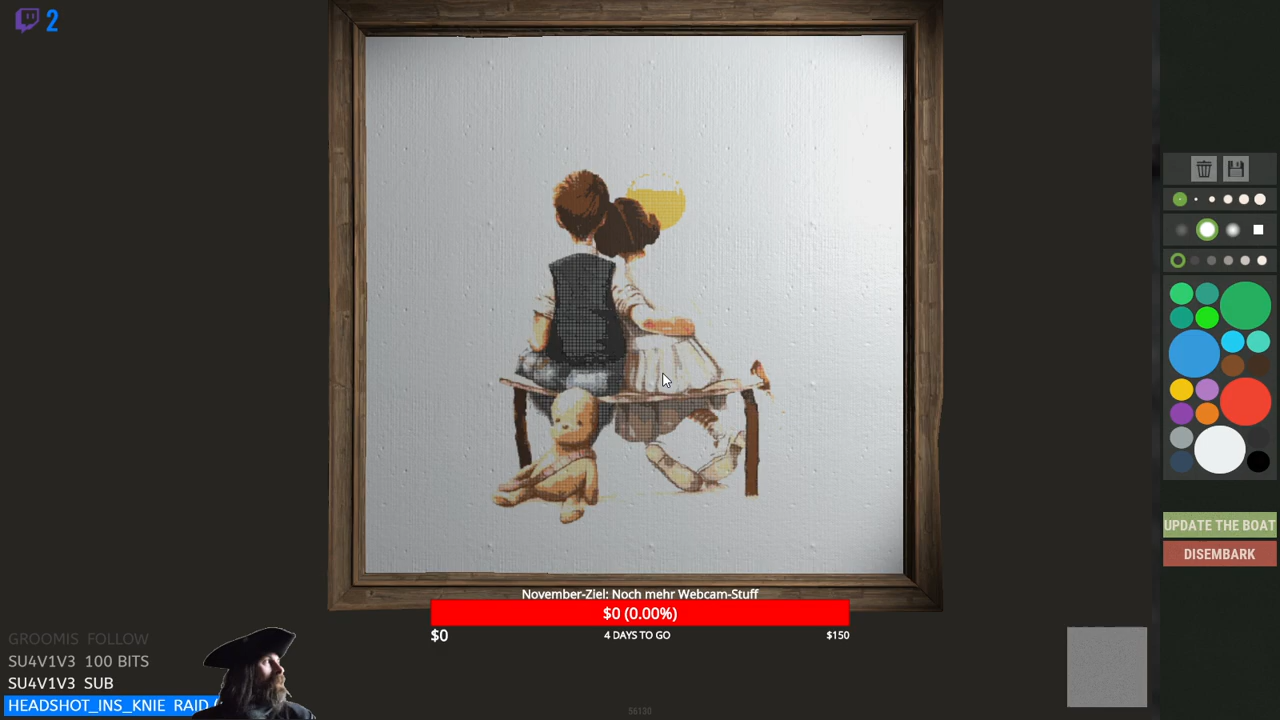 2
UPDATE THE BOAT
DISEMBARK
November-Ziel: Noch mehr Webcam-Stuff
$0 (0.00%)
$0
4 DAYS TO GO
$150
GROOMIS FOLLOW
SU4V1V3 100 BITS
SU4V1V3 SUB
HEADSHOT_INS_KNIE RAID (
56130